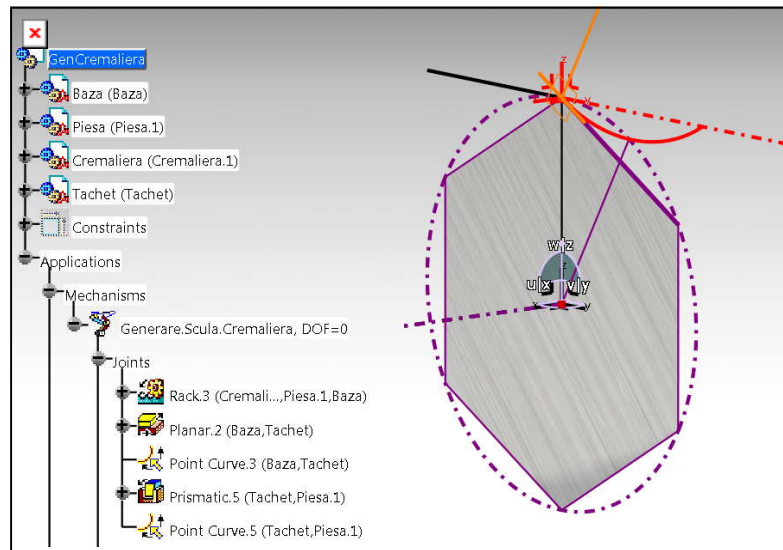 GenCremaliera
Baza (Baza)
Piesa (Piesa.1)
Cremaliera (Cremaliera.1)
Tachet (Tachet)
Constraints
Applications
Mechanisms
Generare.Scula.Cremaliera, DOF=0
Joints
Rack.3 (Cremali...,Piesa.1,Baza)
Planar.2 (Baza,Tachet)
Point Curve.3 (Baza,Tachet)
Prismatic.5 (Tachet,Piesa.1)
Point Curve.5 (Tachet,Piesa.1)
z
y
w|z
u|x v|y
x y